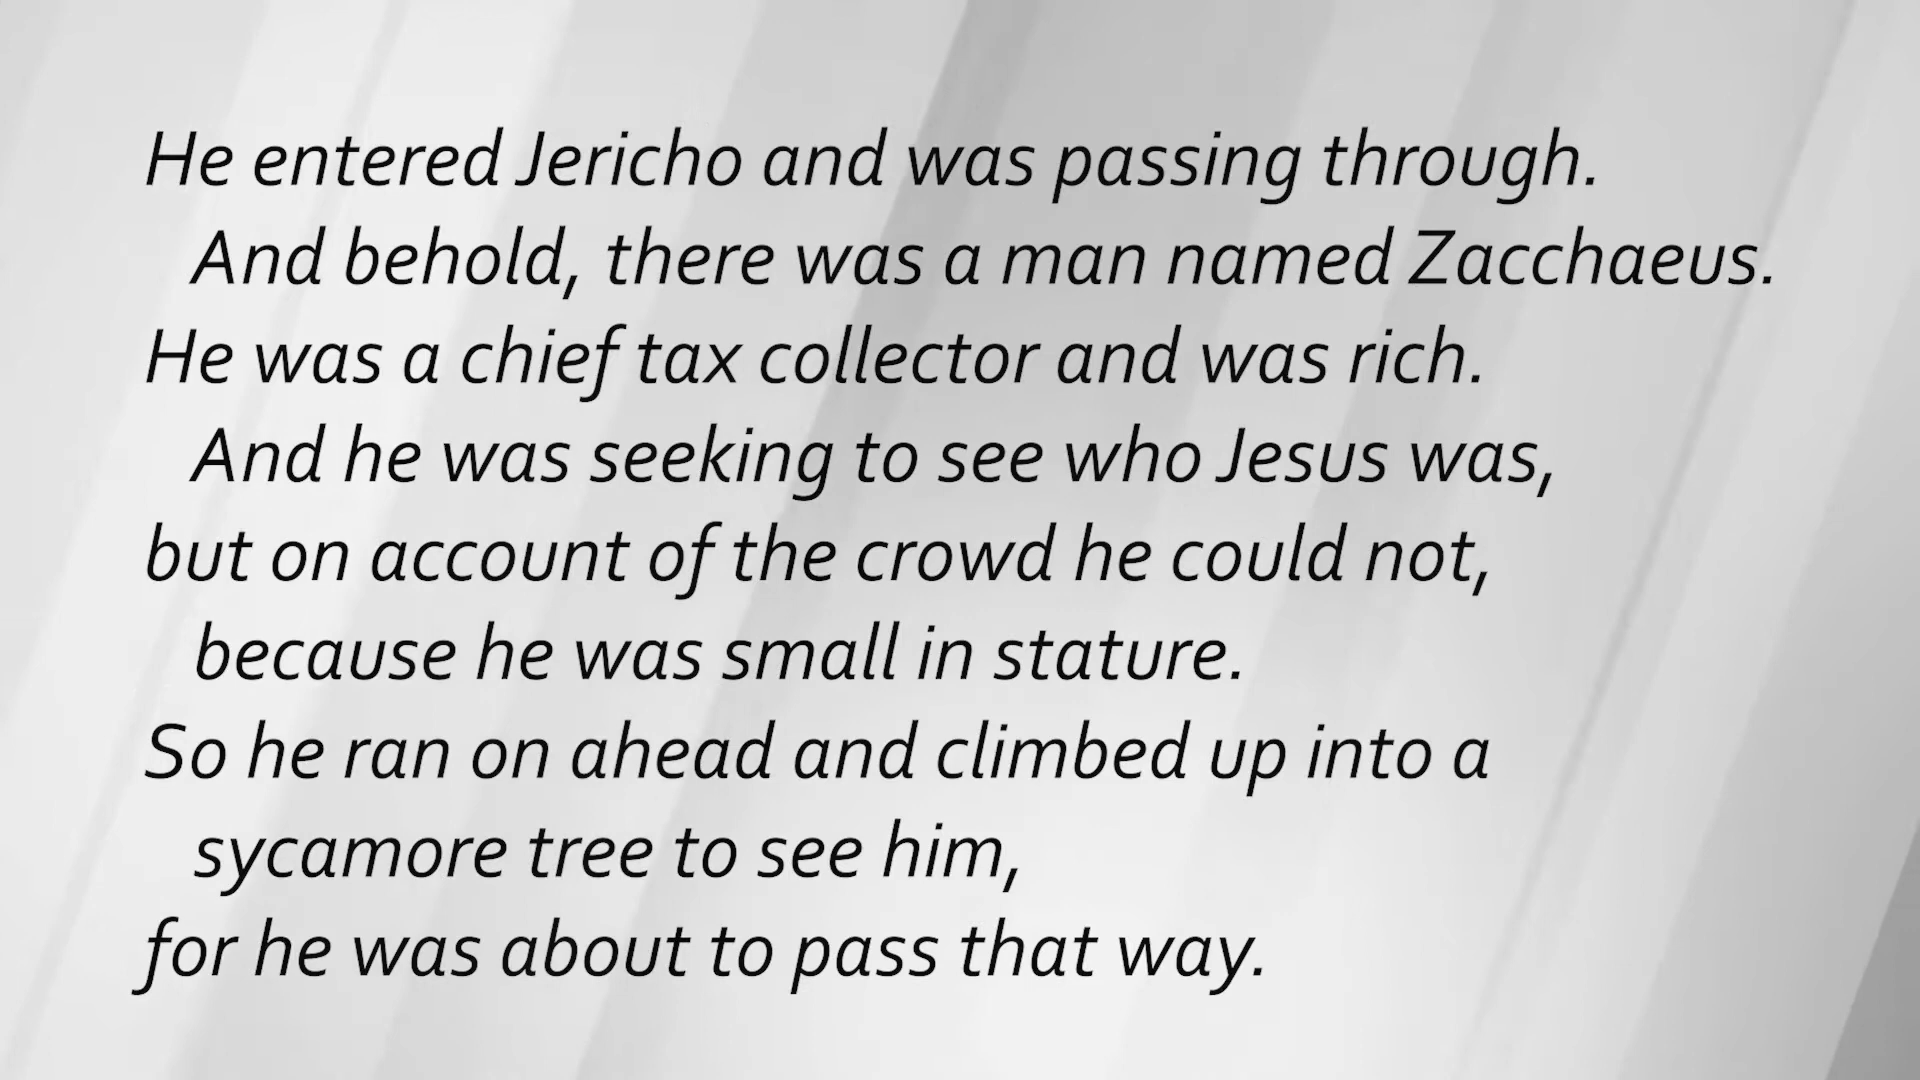 He entered Jericho and was passing through.
And behold, there was a man named Zacchaeus.
He was a chief tax collector and was rich.
And he was seeking to see who Jesus was,
but on account of the crowd he could not,
because he was small in stature.
So he ran on ahead and climbed up into a
sycamore tree to see him,
for he was about to pass that way.